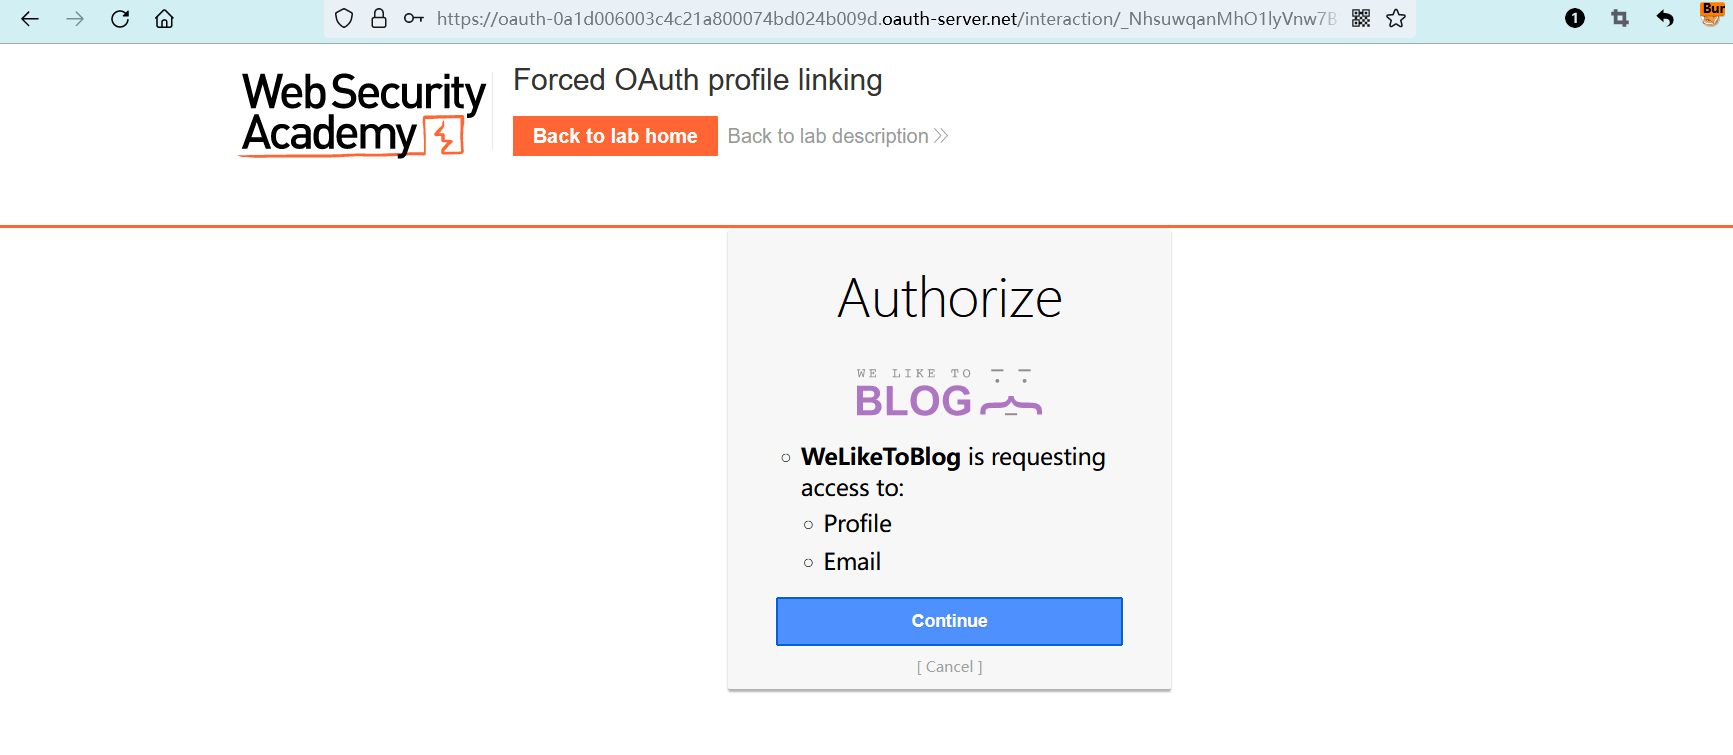 https://oauth-0a1d006003c4c21a800074bd024b009d.oauth-server.net/interaction/_NhsuwqanMhO1lyVnw7B
1
Bur
Web Security
Academy
Forced OAuth profile linking
Back to lab home
Back to lab description
Authorize
WE LIKE TO
BLOG
WeLikeToBlog is requesting
access to:
Profile
Email
Continue
[ Cancel ]